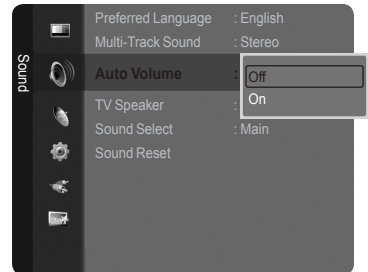 Sound
Preferred Language : English
Multi-Track Sound : Stereo
Auto Volume :
Off
On
TV Speaker :
Sound Select : Main
Sound Reset